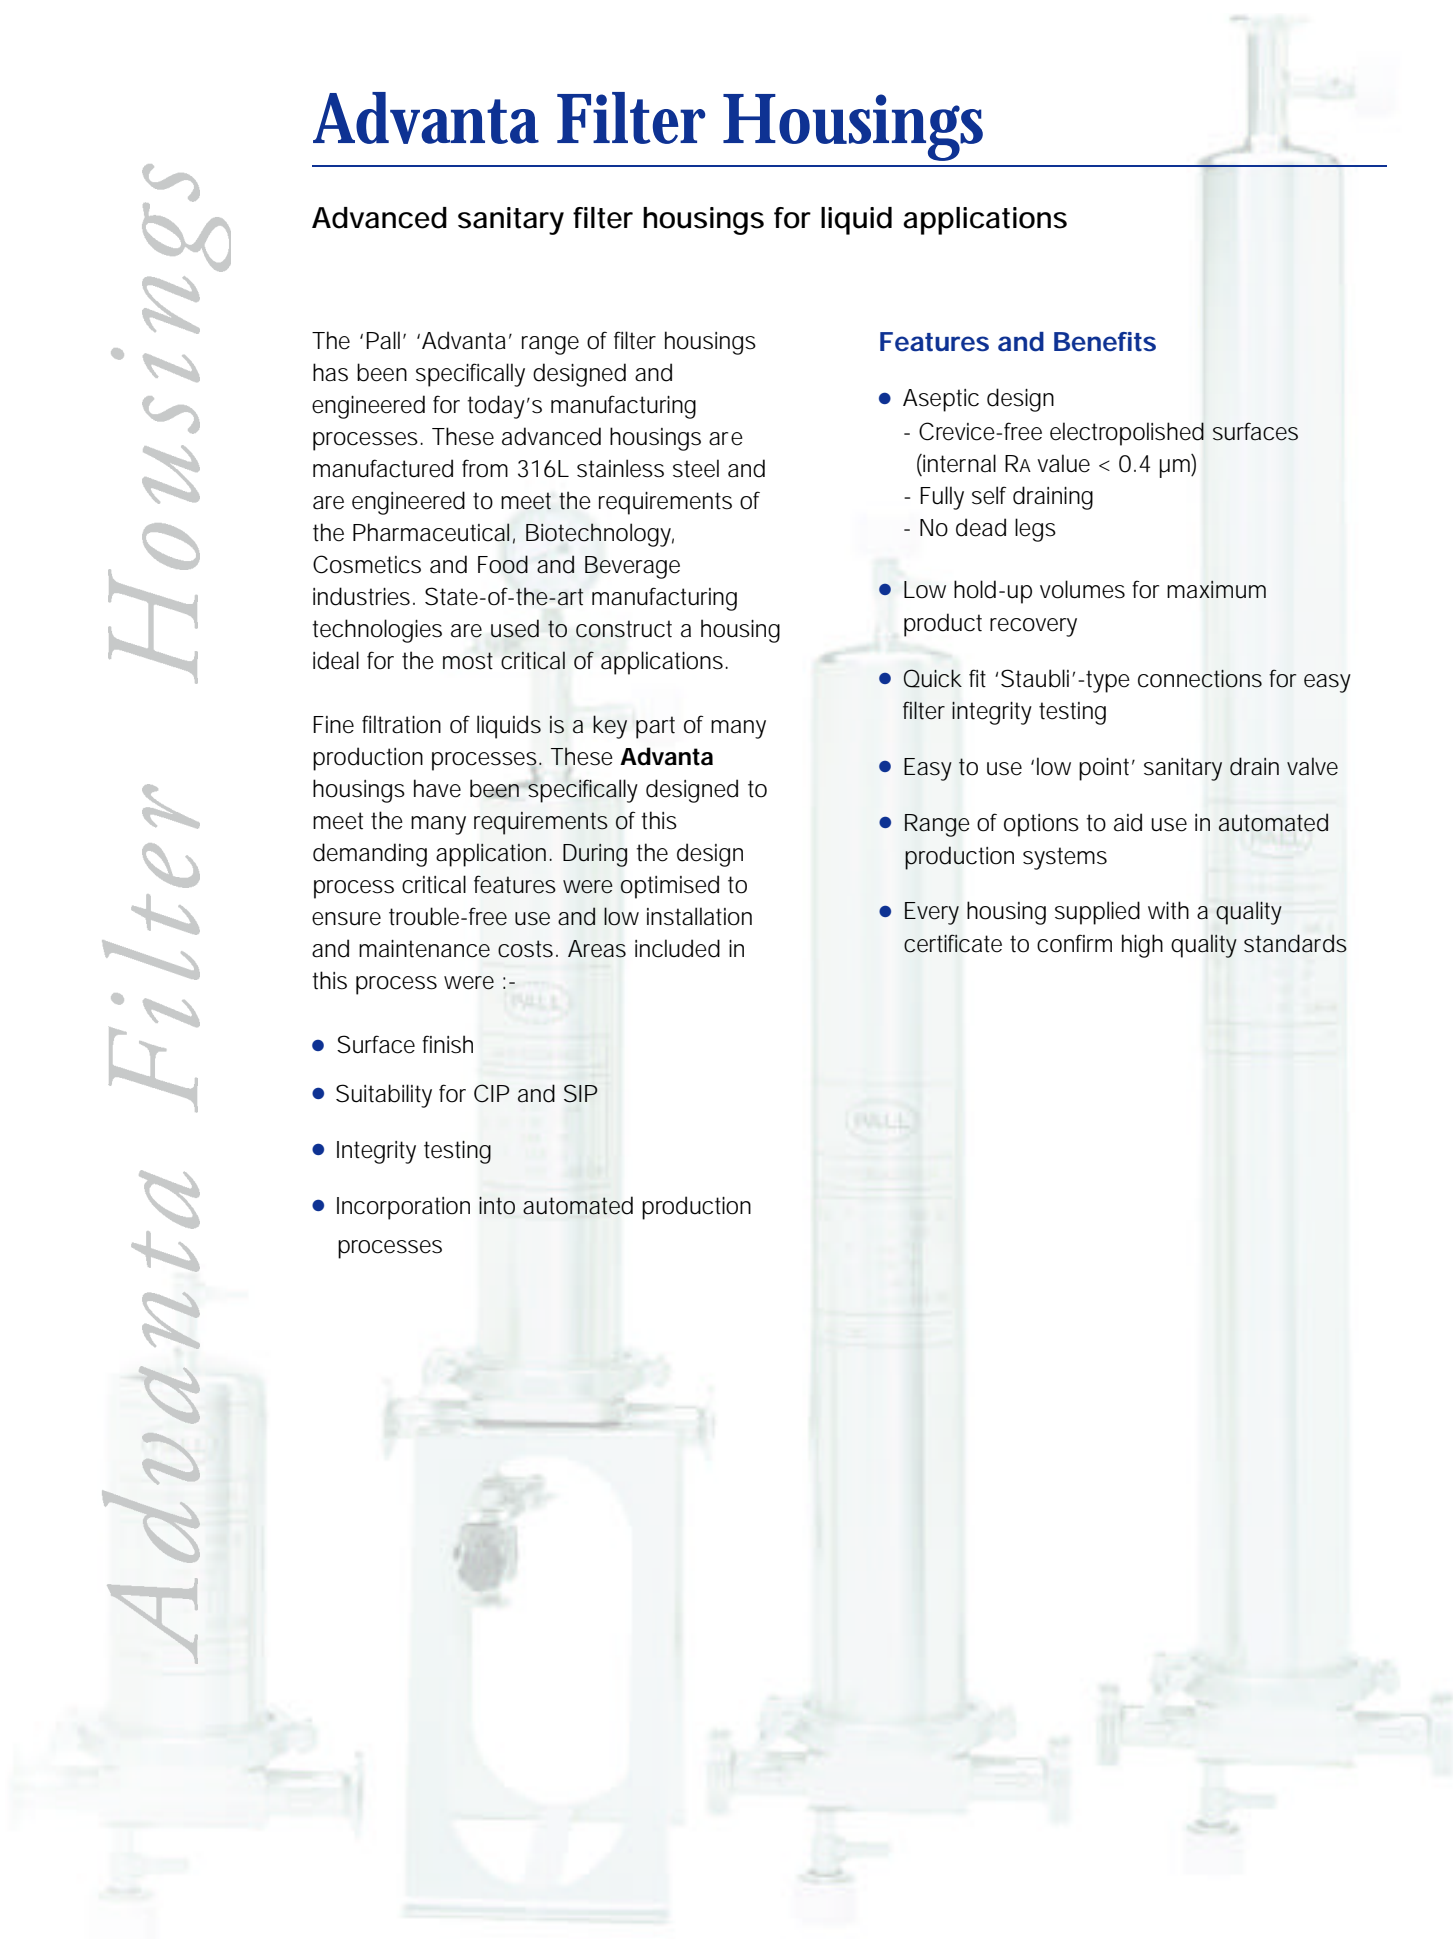 Advanta Filter Housings
Advanta Filter Housings
Advanced sanitary filter housings for liquid applications
The ‘Pall’ ‘Advanta’ range of filter housings
has been specifically designed and
engineered for today’s manufacturing
processes. These advanced housings are
manufactured from 316L stainless steel and
are engineered to meet the requirements of
the Pharmaceutical, Biotechnology,
Cosmetics and Food and Beverage
industries. State-of-the-art manufacturing
technologies are used to construct a housing
ideal for the most critical of applications.
Fine filtration of liquids is a key part of many
production processes. These Advanta
housings have been specifically designed to
meet the many requirements of this
demanding application. During the design
process critical features were optimised to
ensure trouble-free use and low installation
and maintenance costs. Areas included in
this process were :-
● Surface finish
● Suitability for CIP and SIP
● Integrity testing
● Incorporation into automated production
processes
Features and Benefits
● Aseptic design
- Crevice-free electropolished surfaces
(internal RA value < 0.4 µm)
- Fully self draining
- No dead legs
● Low hold-up volumes for maximum
product recovery
● Quick fit ‘Staubli’-type connections for easy
filter integrity testing
● Easy to use ‘low point’ sanitary drain valve
● Range of options to aid use in automated
production systems
● Every housing supplied with a quality
certificate to confirm high quality standards
PALL
PALL
PALL
PALL